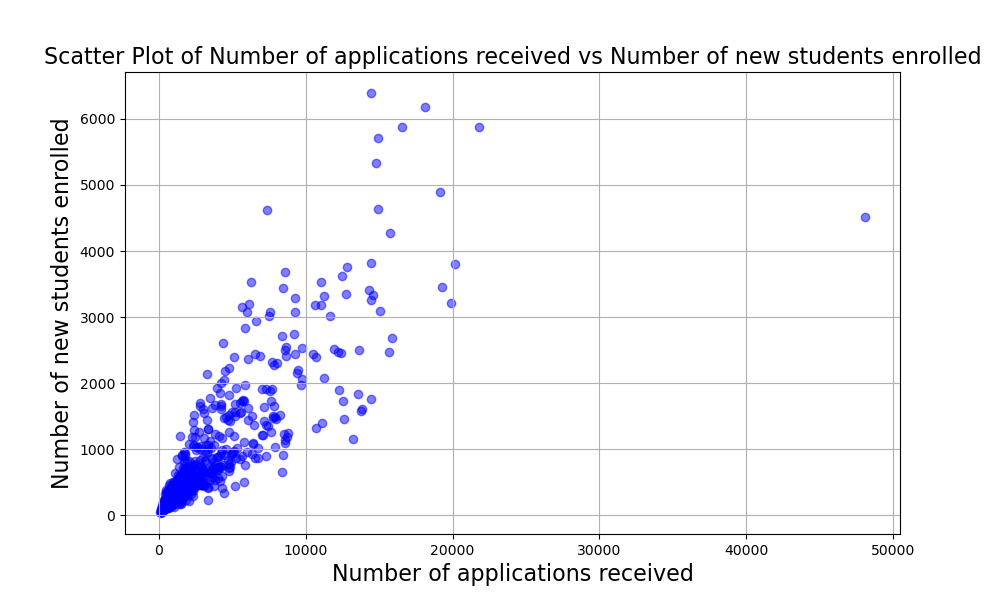 Scatter Plot of Number of applications received vs Number of new students enrolled
Number of new students enrolled
6000
5000
4000
3000
2000
1000
0
0 10000 20000 30000 40000 50000
Number of applications received